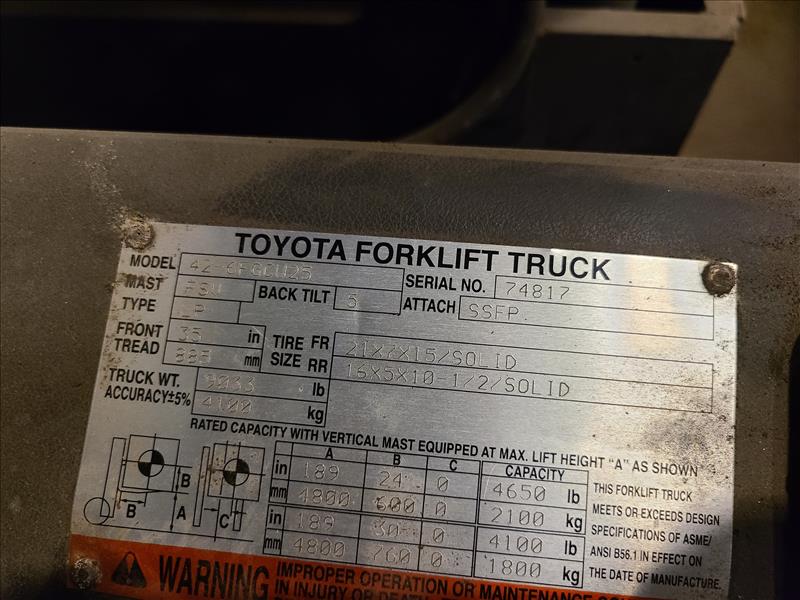 TOYOTA FORKLIFT TRUCK
MODEL 42-6FGCU25 SERIAL NO. 74817
MAST FSV BACK TILT 5 ATTACH SSFP.
TYPE LP
FRONT TREAD 35 in 885 mm
TIRE SIZE FR 21X7X15/SOLID
RR 16X5X10-1/2/SOLID
TRUCK WT. 9033 lb
ACCURACY±5% 4100 kg
RATED CAPACITY WITH VERTICAL MAST EQUIPPED AT MAX. LIFT HEIGHT "A" AS SHOWN
A B C CAPACITY
in 189 24 0 4650 lb
mm 4800 600 0 2100 kg
in 189 30 0 4100 lb
mm 4800 760 0 1800 kg
B B A C
THIS FORKLIFT TRUCK
MEETS OR EXCEEDS DESIGN
SPECIFICATIONS OF ASME/
ANSI B56.1 IN EFFECT ON
THE DATE OF MANUFACTURE.
WARNING IMPROPER OPERATION OR MAINTENANCE
IN INJURY OR DEATH